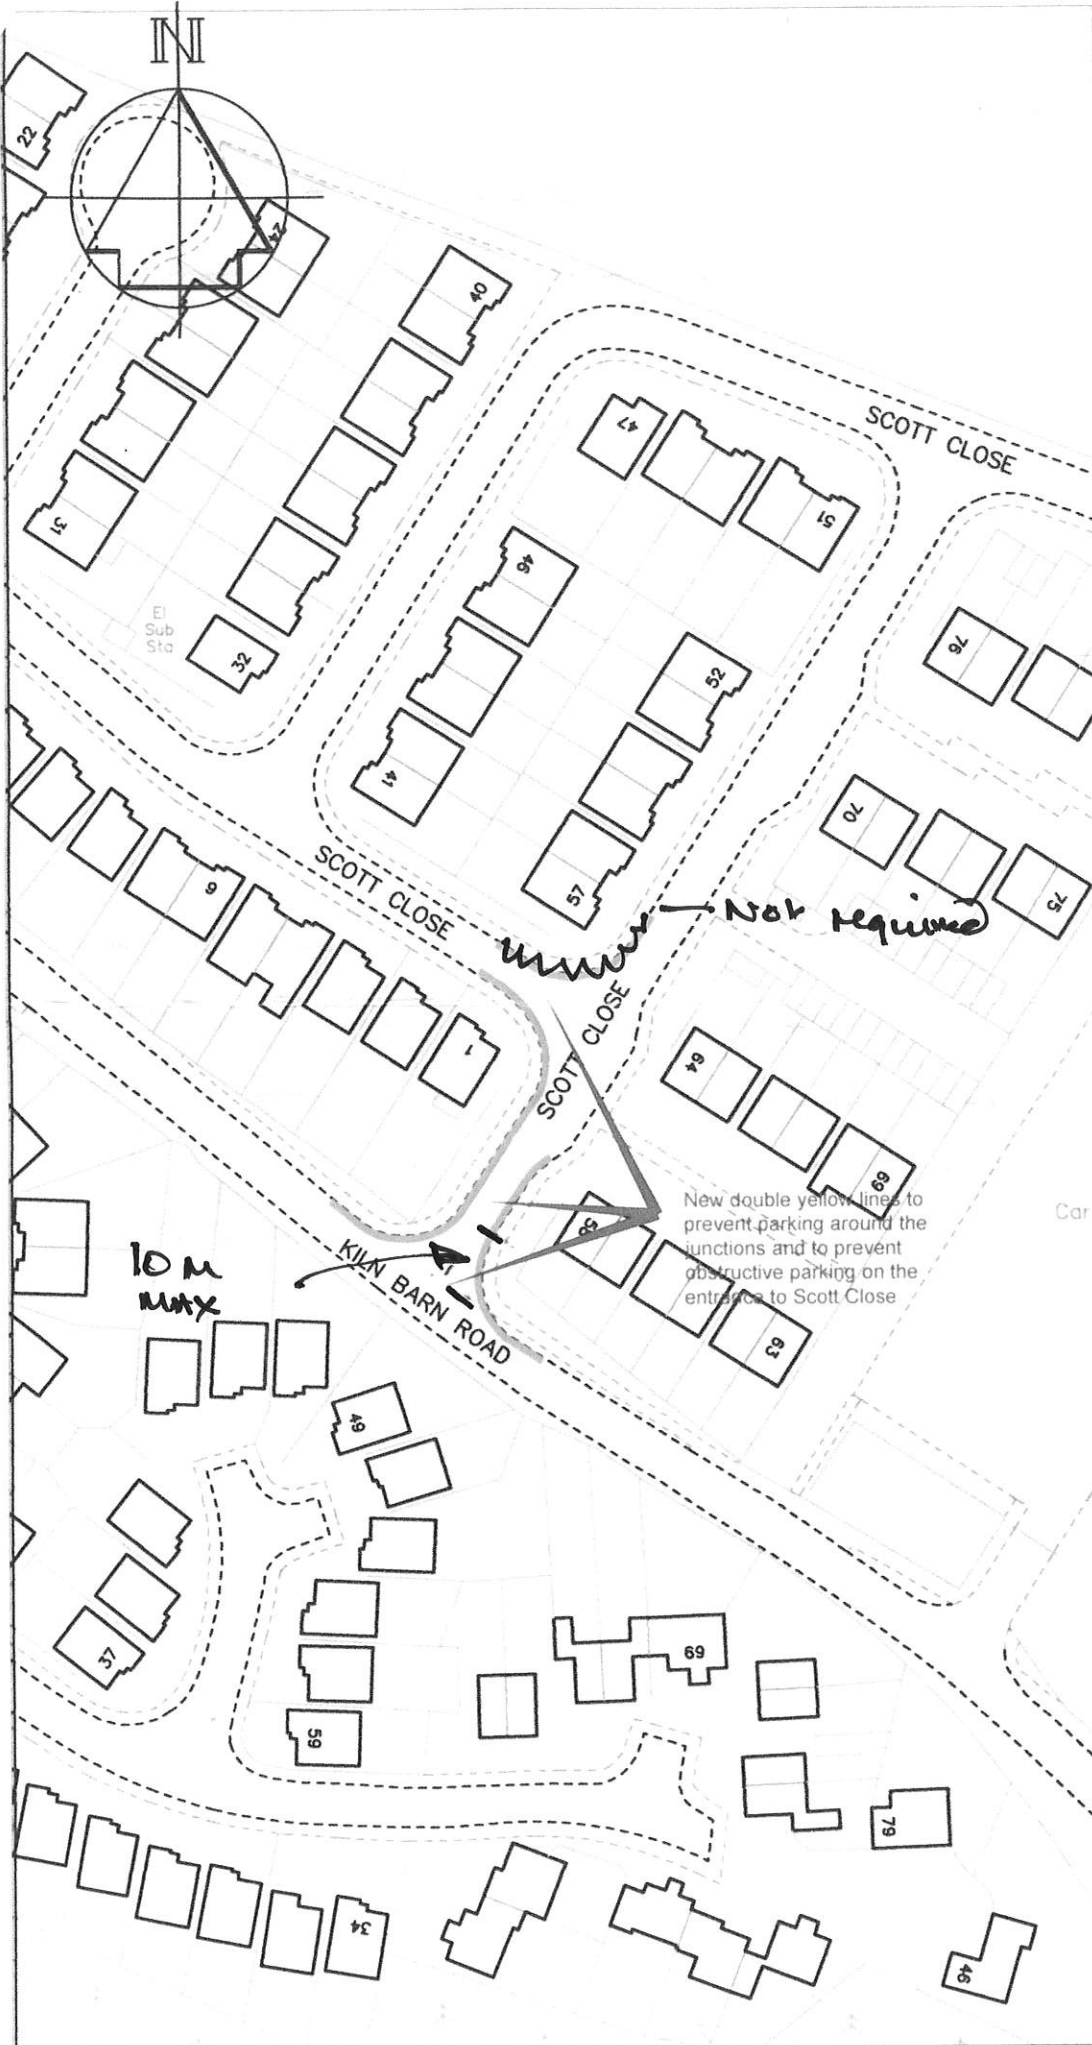 N
22
24
40
47
SCOTT CLOSE
51
31
46
El
Sub
Sta
76
32
52
41
70
SCOTT CLOSE
9
57
Not required
75
SCOTT CLOSE
1
64
69
New double yellow lines to
prevent parking around the
junctions and to prevent
obstructive parking on the
entrance to Scott Close
58
Car
10 M
MAX
KILN BARN ROAD
63
49
37
69
59
79
34
46